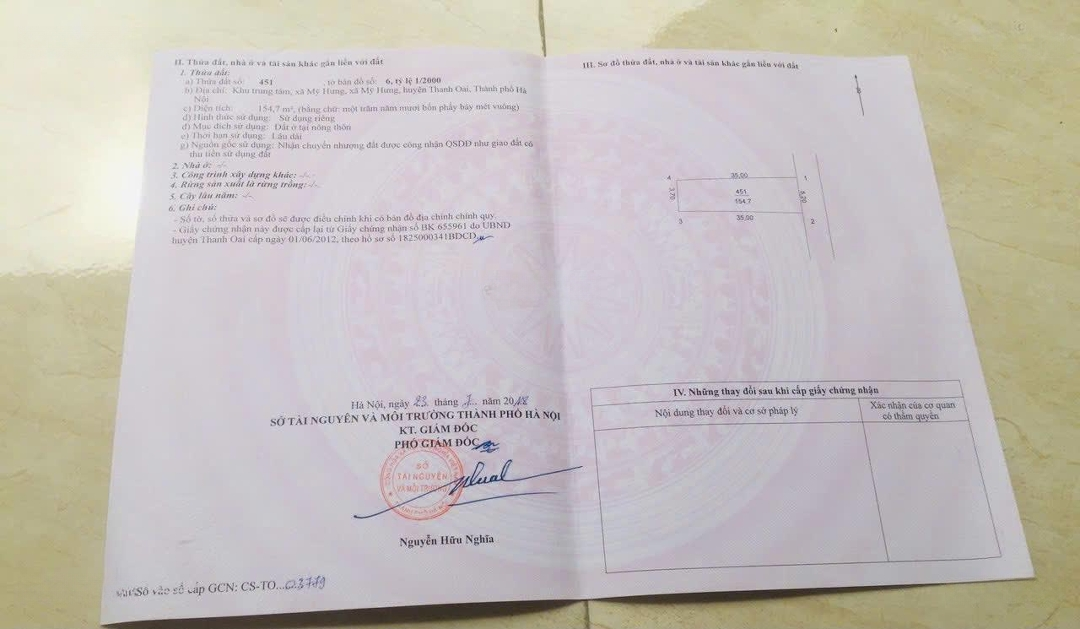 II. Thửa đất, nhà ở và tài sản khác gắn liền với đất
1. Thửa đất:
a) Thửa đất số: 451 , tờ bản đồ số: 6, tỷ lệ 1/2000
b) Địa chỉ: Khu trung tâm, xã Mỹ Hưng, xã Mỹ Hưng, huyện Thanh Oai, Thành phố Hà
Nội
c) Diện tích: 154,7 m², (bằng chữ: một trăm năm mươi bốn phẩy bảy mét vuông)
d) Hình thức sử dụng: Sử dụng riêng
đ) Mục đích sử dụng: Đất ở tại nông thôn
e) Thời hạn sử dụng: Lâu dài
g) Nguồn gốc sử dụng: Nhận chuyển nhượng đất được công nhận QSDĐ như giao đất có
thu tiền sử dụng đất
2. Nhà ở: -/-
3. Công trình xây dựng khác: -/-
4. Rừng sản xuất là rừng trồng: -/-
5. Cây lâu năm: -/-
6. Ghi chú:
- Số tờ, số thửa và sơ đồ sẽ được điều chỉnh khi có bản đồ địa chính chính quy.
- Giấy chứng nhận này được cấp lại từ Giấy chứng nhận số BK 655961 do UBND
huyện Thanh Oai cấp ngày 01/06/2012, theo hồ sơ số 1825000341BDCD
Hà Nội, ngày 23 tháng 7 năm 2018
SỞ TÀI NGUYÊN VÀ MÔI TRƯỜNG THÀNH PHỐ HÀ NỘI
KT. GIÁM ĐỐC
PHÓ GIÁM ĐỐC
SỞ
TÀI NGUYÊN
VÀ MÔI TRƯỜNG
Nguyễn Hữu Nghĩa
Số vào sổ cấp GCN: CS-TO...03779
III. Sơ đồ thửa đất, nhà ở và tài sản khác gắn liền với đất
4 35,00 1
3,70 451 5,20
154,7
3 35,00 2
IV. Những thay đổi sau khi cấp giấy chứng nhận
Nội dung thay đổi và cơ sở pháp lý
Xác nhận của cơ quan
có thẩm quyền